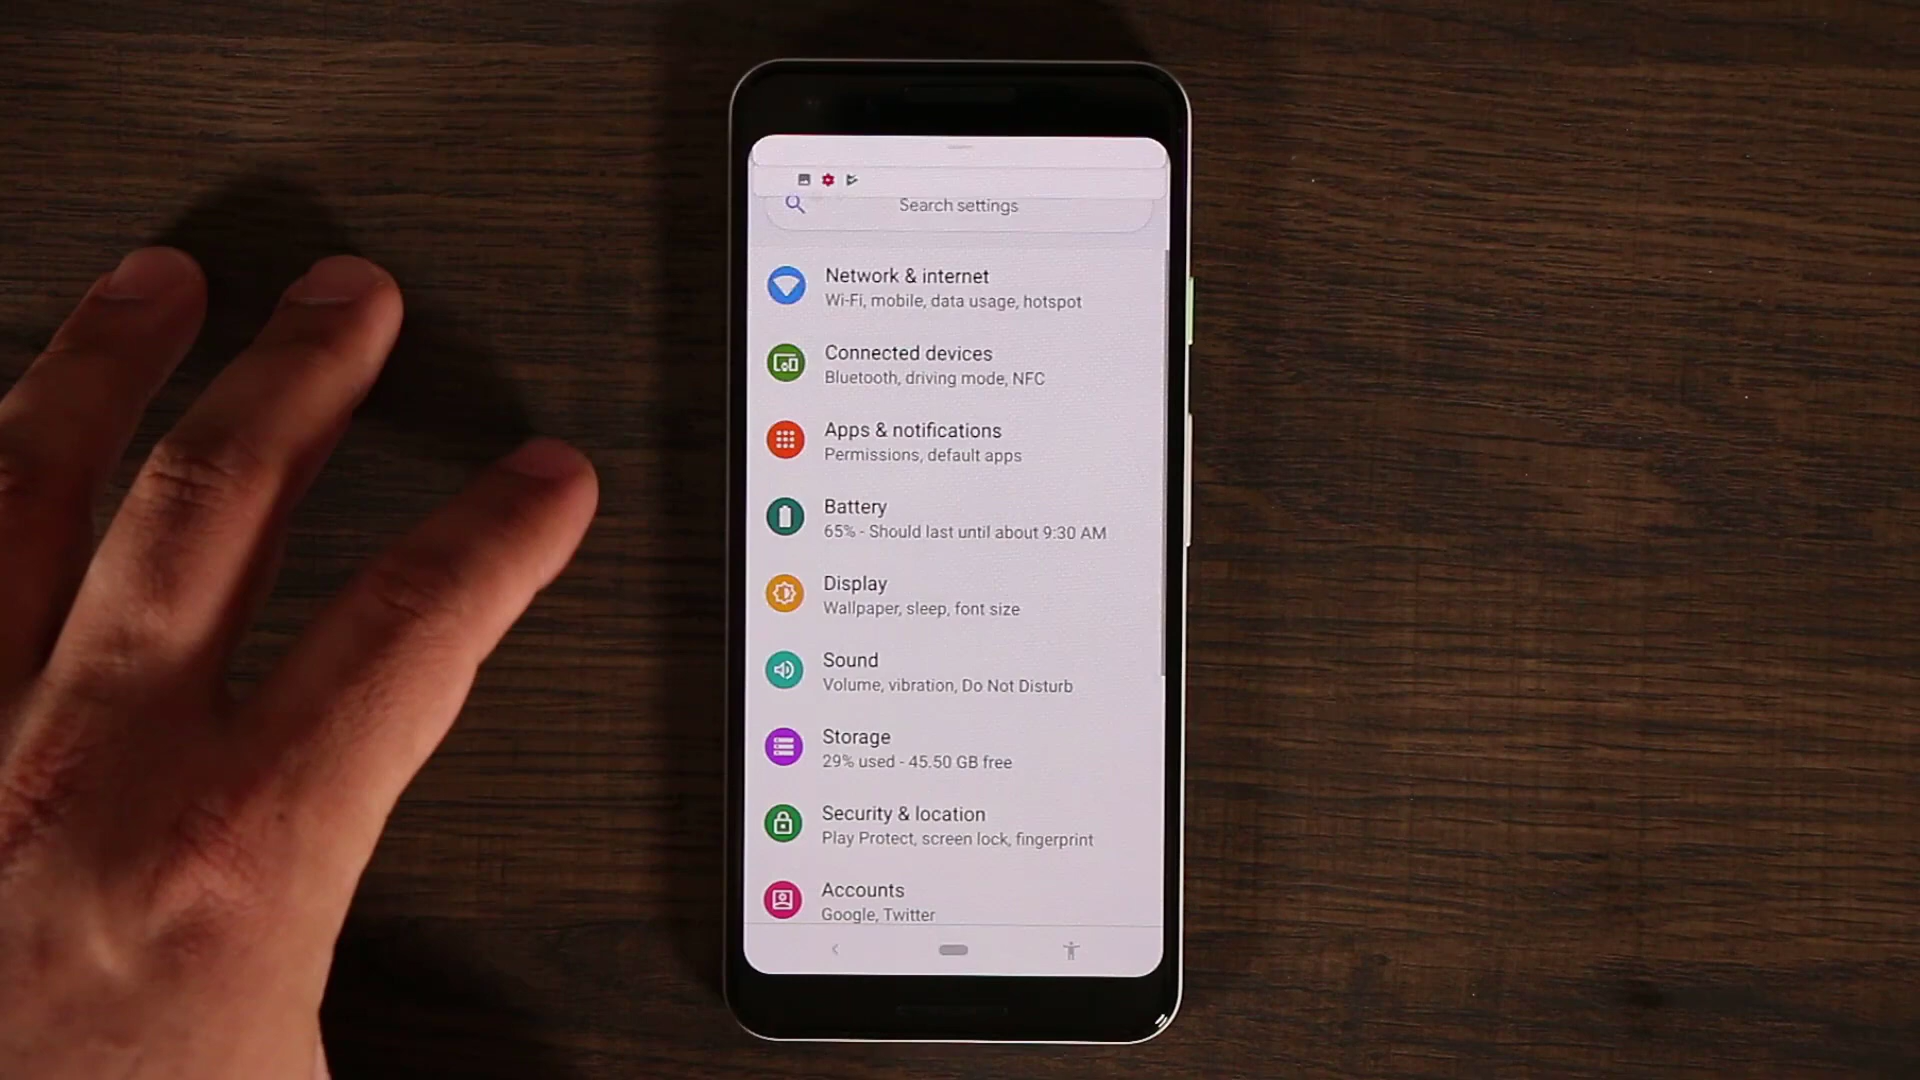 Search settings
Network & internet
Wi-Fi, mobile, data usage, hotspot
Connected devices
Bluetooth, driving mode, NFC
Apps & notifications
Permissions, default apps
Battery
65% - Should last until about 9:30 AM
Display
Wallpaper, sleep, font size
Sound
Volume, vibration, Do Not Disturb
Storage
29% used - 45.50 GB free
Security & location
Play Protect, screen lock, fingerprint
Accounts
Google, Twitter